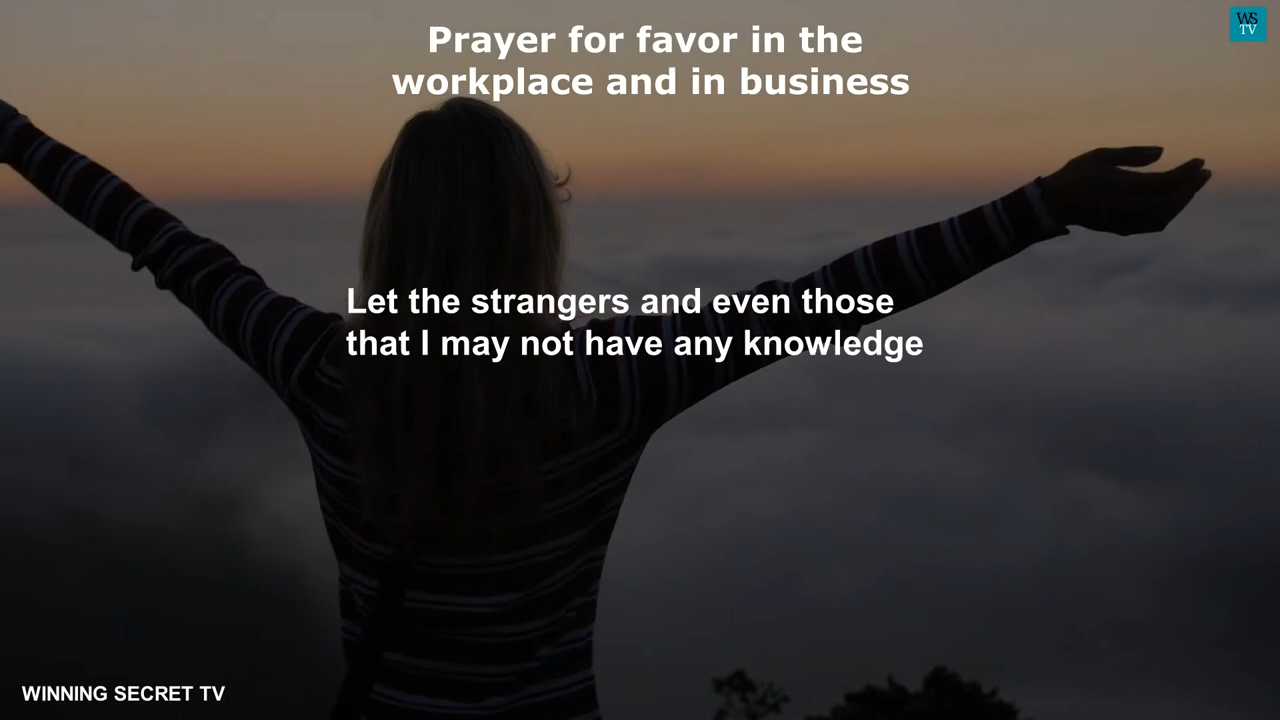 Prayer for favor in the
workplace and in business
WS
TV
Let the strangers and even those
that I may not have any knowledge
WINNING SECRET TV